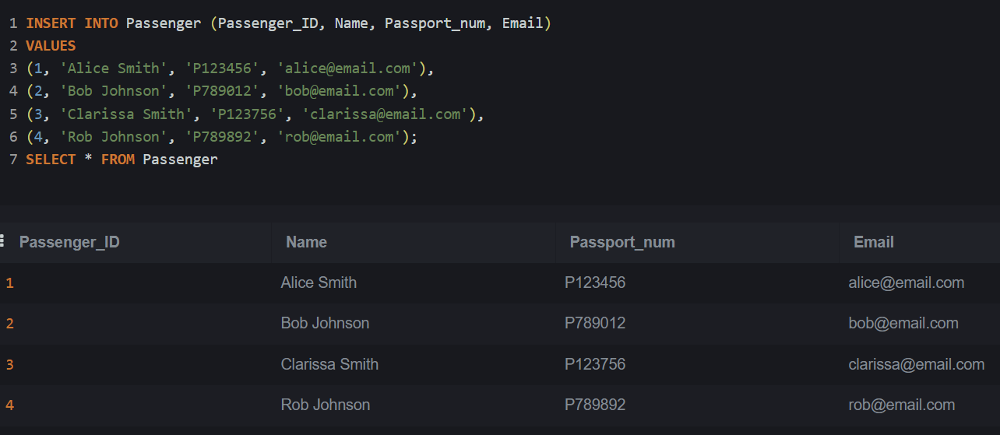 1 INSERT INTO Passenger (Passenger_ID, Name, Passport_num, Email)
2 VALUES
3 (1, 'Alice Smith', 'P123456', 'alice@email.com'),
4 (2, 'Bob Johnson', 'P789012', 'bob@email.com'),
5 (3, 'Clarissa Smith', 'P123756', 'clarissa@email.com'),
6 (4, 'Rob Johnson', 'P789892', 'rob@email.com');
7 SELECT * FROM Passenger
Passenger_ID Name Passport_num Email
1 Alice Smith P123456 alice@email.com
2 Bob Johnson P789012 bob@email.com
3 Clarissa Smith P123756 clarissa@email.com
4 Rob Johnson P789892 rob@email.com